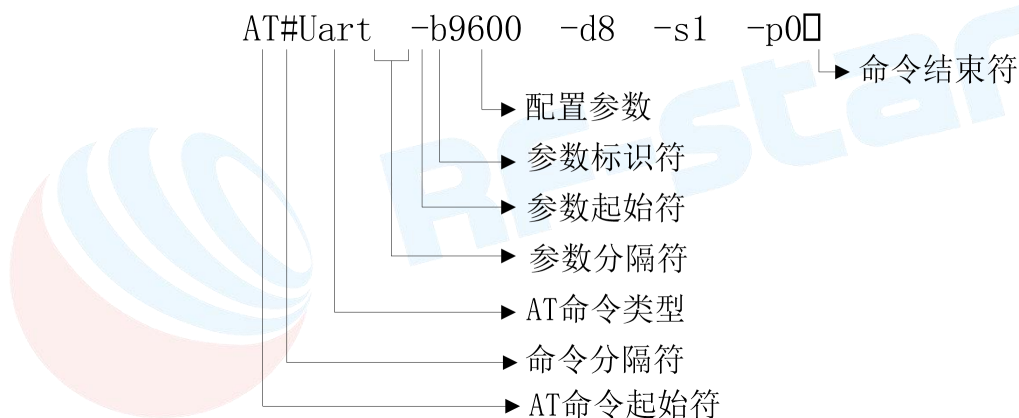 AT#Uart -b9600 -d8 -s1 -p0□
命令结束符
配置参数
参数标识符
参数起始符
参数分隔符
AT命令类型
命令分隔符
AT命令起始符
RF-star